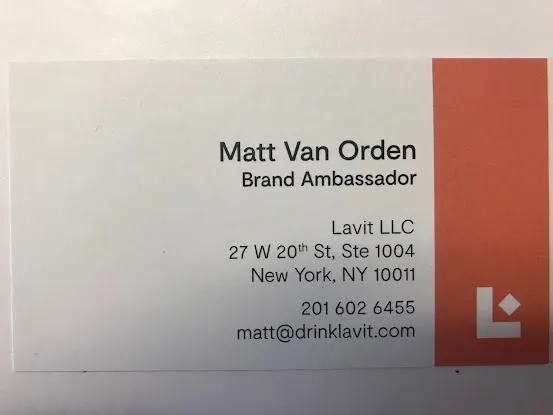 Matt Van Orden
Brand Ambassador
Lavit LLC
27 W 20th St, Ste 1004
New York, NY 10011
201 602 6455
matt@drinklavit.com